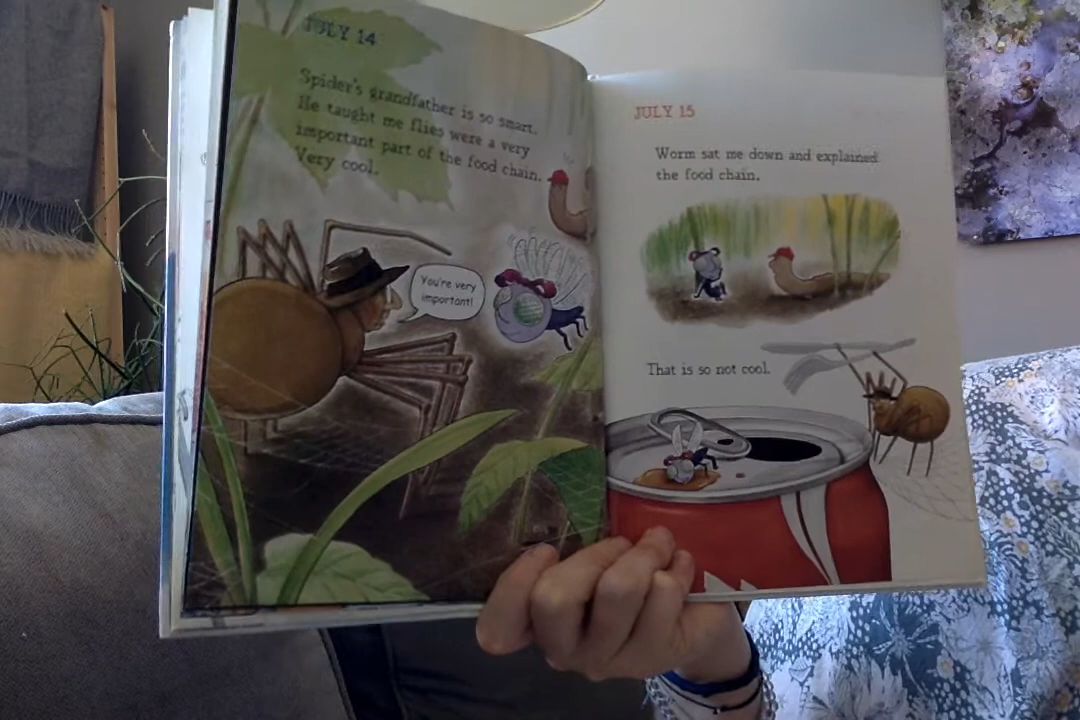 JULY 14
Spider's grandfather is so smart.
He taught me flies were a very
important part of the food chain.
Very cool.
You're very
important!
JULY 15
Worm sat me down and explained
the food chain.
That is so not cool.